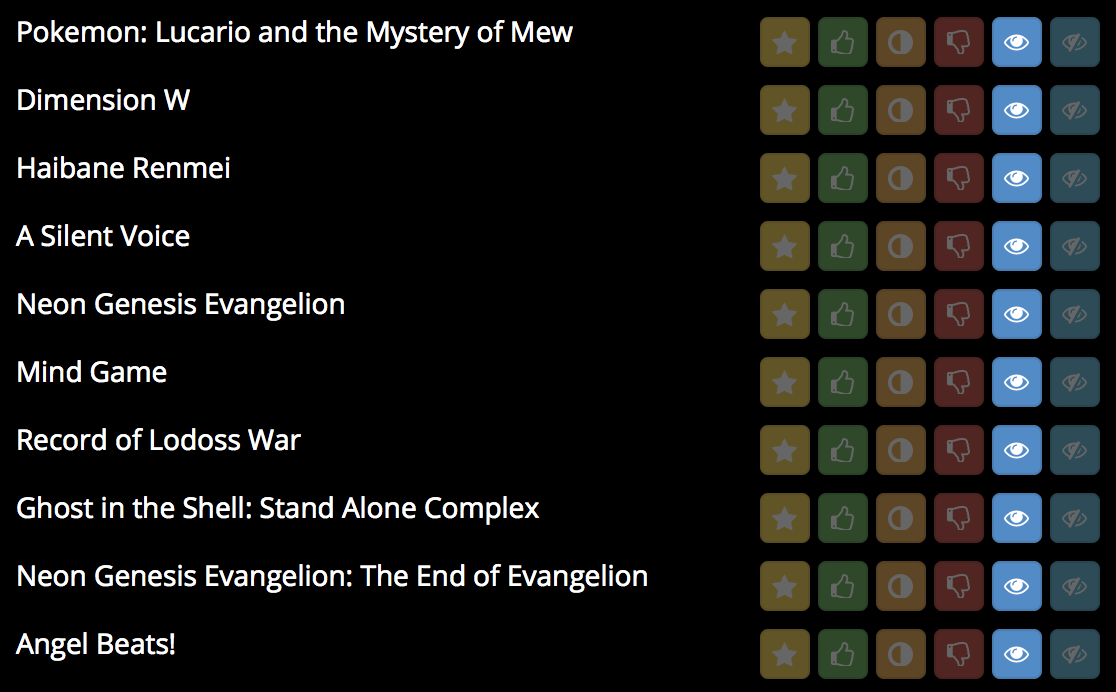 Pokemon: Lucario and the Mystery of Mew
Dimension W
Haibane Renmei
A Silent Voice
Neon Genesis Evangelion
Mind Game
Record of Lodoss War
Ghost in the Shell: Stand Alone Complex
Neon Genesis Evangelion: The End of Evangelion
Angel Beats!